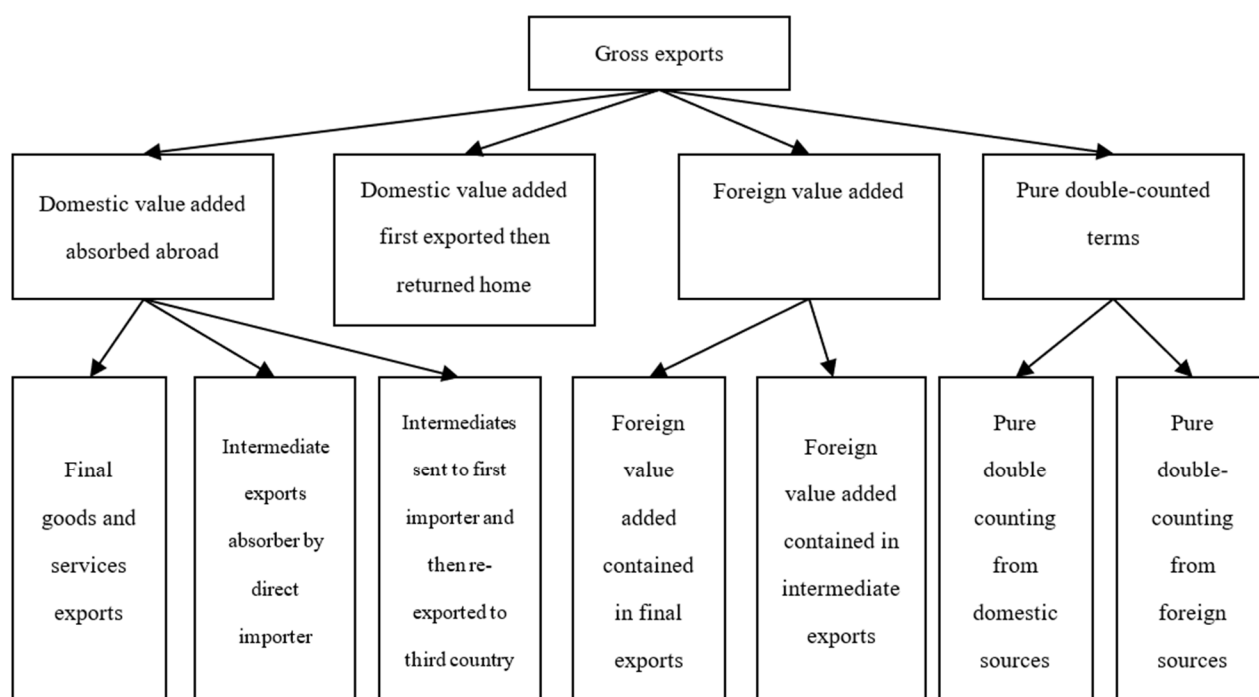 Gross exports
Domestic value added
absorbed abroad
Domestic value added
first exported then
returned home
Foreign value added
Pure double-counted
terms
Final
goods and
services
exports
Intermediate
exports
absorber by
direct
importer
Intermediates
sent to first
importer and
then re-
exported to
third country
Foreign
value
added
contained
in final
exports
Foreign
value added
contained in
intermediate
exports
Pure
double
counting
from
domestic
sources
Pure
double-
counting
from
foreign
sources